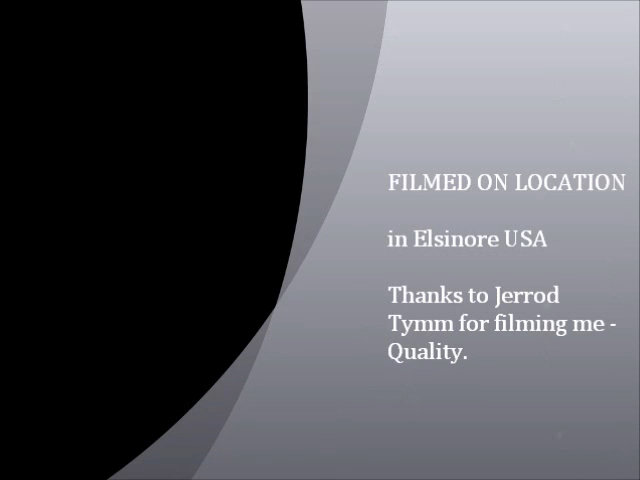 FILMED ON LOCATION
in Elsinore USA
Thanks to Jerrod
Tymm for filming me -
Quality.